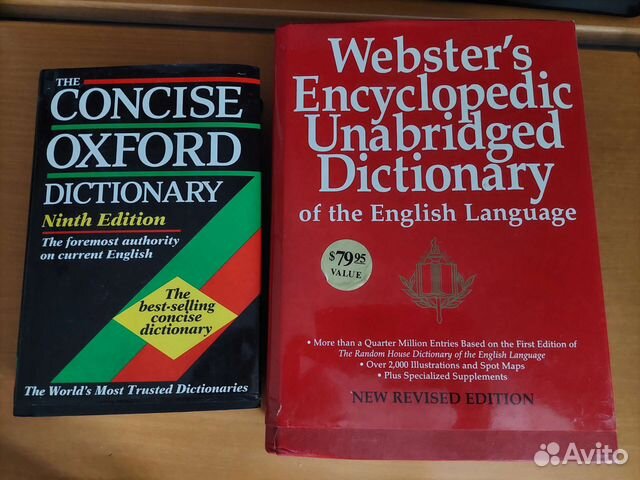 THE
CONCISE
OXFORD
DICTIONARY
Ninth Edition
The foremost authority
on current English
The
best-selling
concise
dictionary
The World's Most Trusted Dictionaries
Webster's
Encyclopedic
Unabridged
Dictionary
of the English Language
$79.95
VALUE
• More than a Quarter Million Entries Based on the First Edition of
The Random House Dictionary of the English Language
• Over 2,000 Illustrations and Spot Maps
• Plus Specialized Supplements
NEW REVISED EDITION
Avito